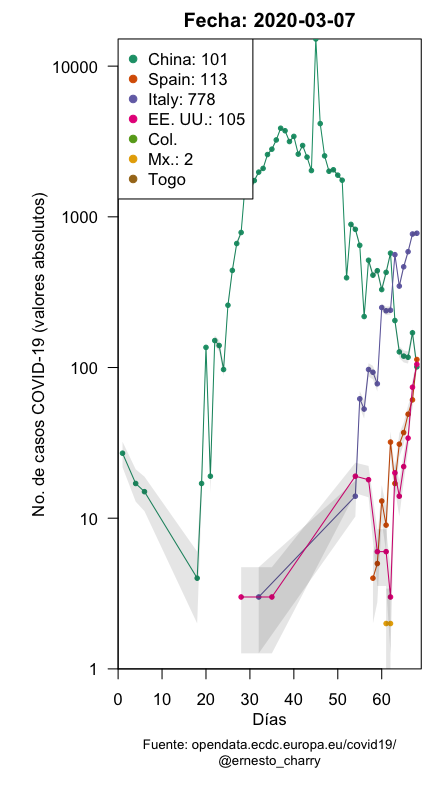 Fecha: 2020-03-07
China: 101
Spain: 113
Italy: 778
EE. UU.: 105
Col.
Mx.: 2
Togo
No. de casos COVID-19 (valores absolutos)
10000
1000
100
10
1
0 10 20 30 40 50 60
Días
Fuente: opendata.ecdc.europa.eu/covid19/
@ernesto_charry